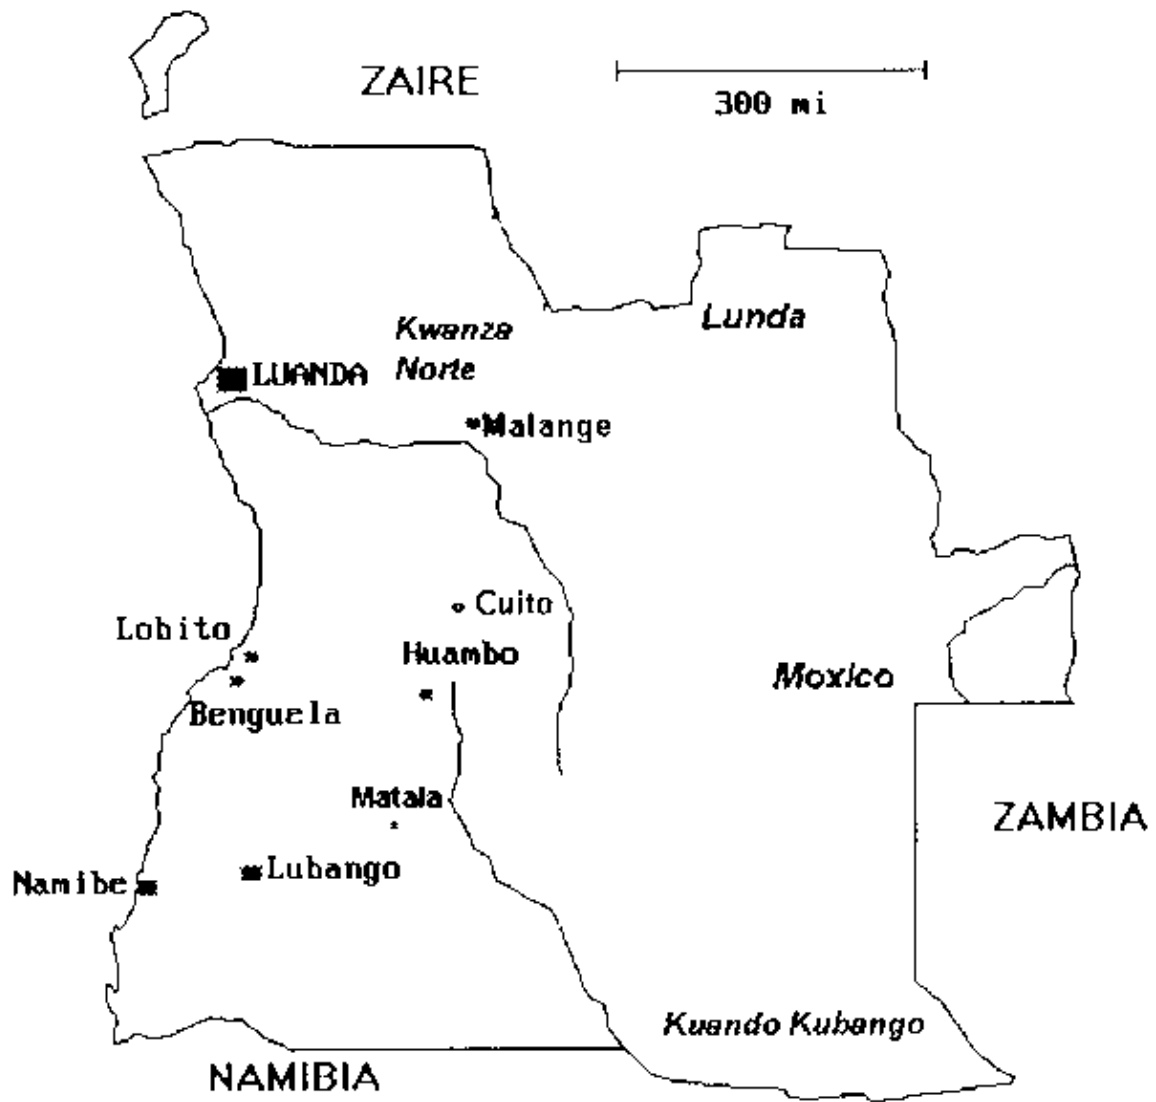 ZAIRE
300 mi
Lunda
Kwanza
Norte
LUANDA
Malange
Cuito
Lobito
Huambo
Moxico
Benguela
Matala
ZAMBIA
Lubango
Namibe
Kuando Kubango
NAMIBIA